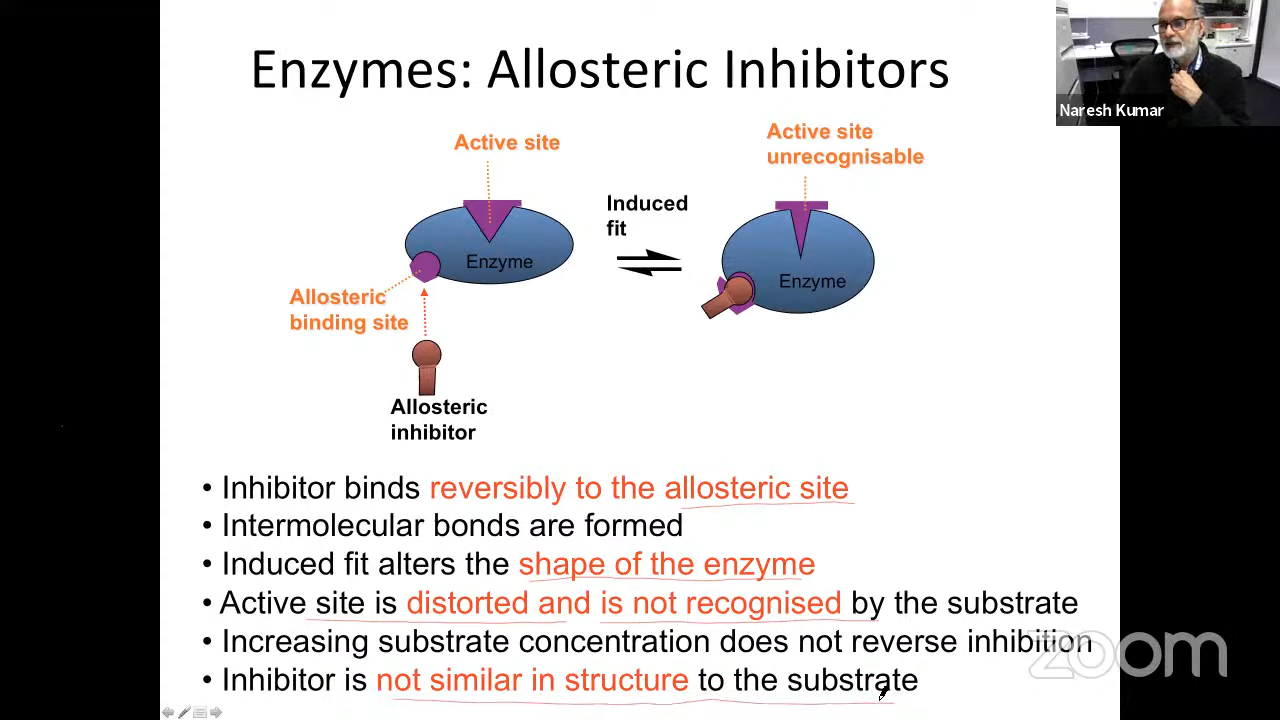 Enzymes: Allosteric Inhibitors
Naresh Kumar
Active site
Active site
unrecognisable
Induced
fit
Enzyme
Enzyme
Allosteric
binding site
Allosteric
inhibitor
• Inhibitor binds reversibly to the allosteric site
• Intermolecular bonds are formed
• Induced fit alters the shape of the enzyme
• Active site is distorted and is not recognised by the substrate
• Increasing substrate concentration does not reverse inhibition
• Inhibitor is not similar in structure to the substrate
zoom